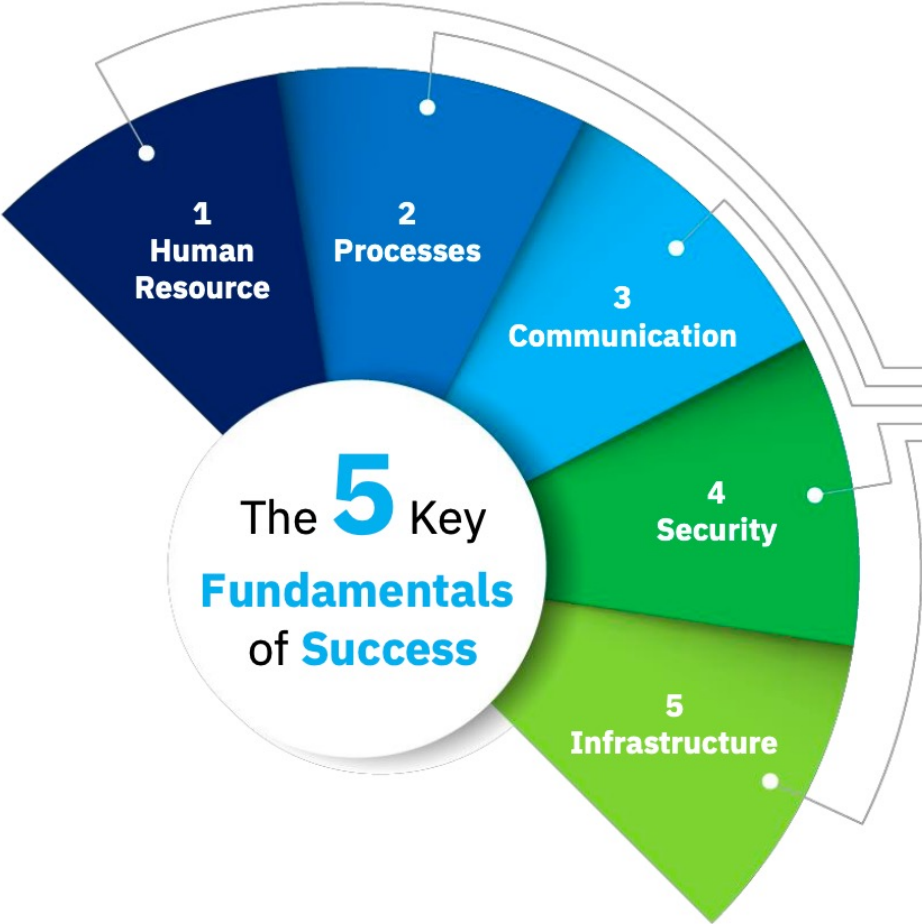 1
Human
Resource
2
Processes
3
Communication
4
Security
5
Infrastructure
The 5 Key
Fundamentals
of Success